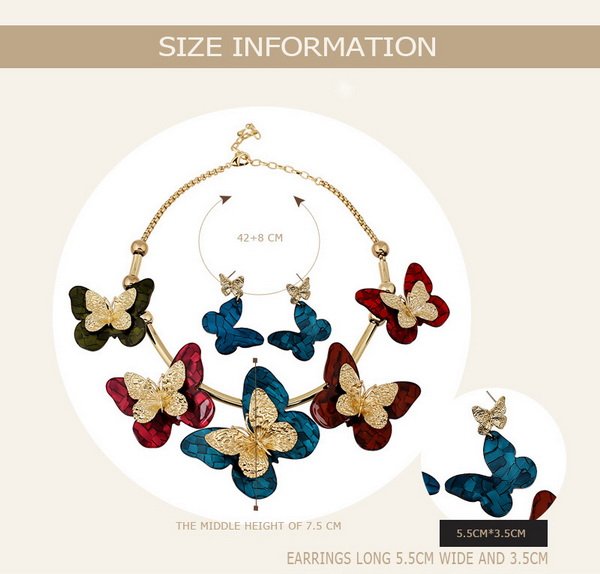 SIZE INFORMATION
42+8 CM
THE MIDDLE HEIGHT OF 7.5 CM
5.5CM*3.5CM
EARRINGS LONG 5.5CM WIDE AND 3.5CM